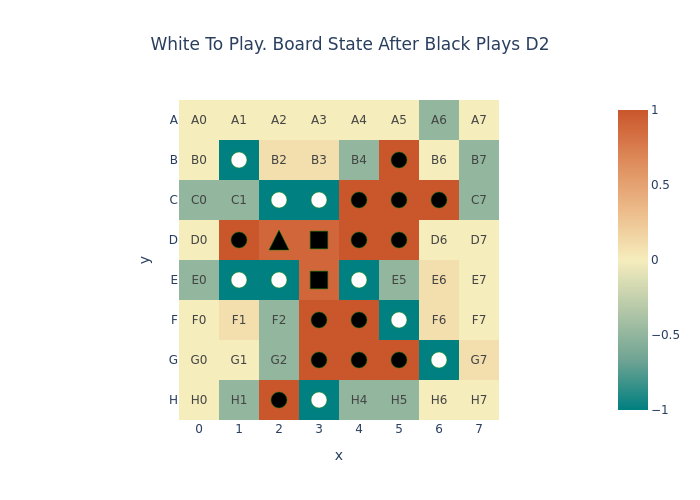 White To Play. Board State After Black Plays D2
A A0 A1 A2 A3 A4 A5 A6 A7
B B0 B2 B3 B4 B6 B7
C C0 C1 C7
D D0 D6 D7
E E0 E5 E6 E7
F F0 F1 F2 F6 F7
G G0 G1 G2 G7
H H0 H1 H4 H5 H6 H7
0 1 2 3 4 5 6 7
x
y
1
0.5
0
−0.5
−1